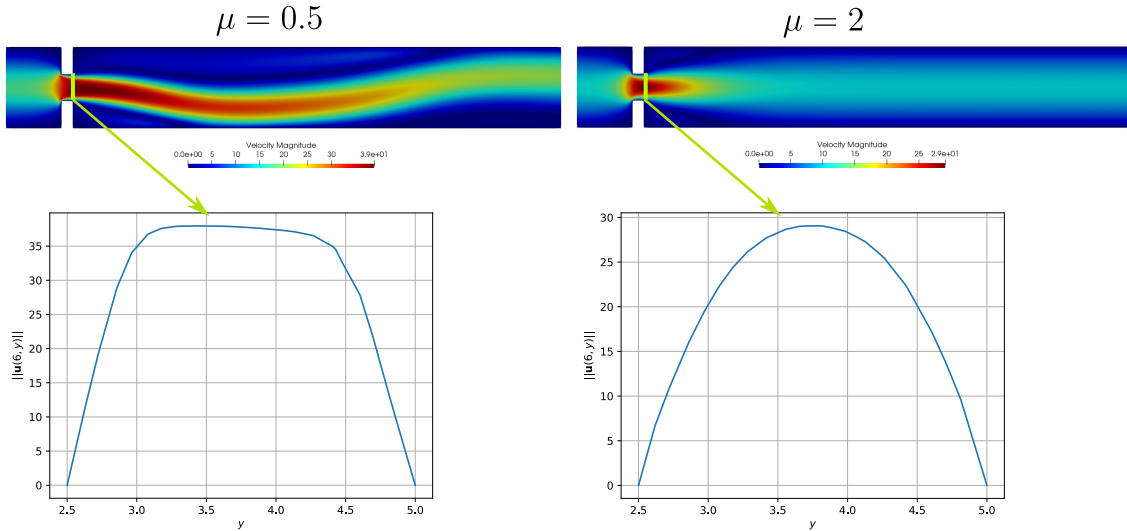 μ = 0.5
μ = 2
Velocity Magnitude
0.0e+00 5 10 15 20 25 30 3.9e+01
Velocity Magnitude
0.0e+00 5 10 15 20 25 2.9e+01
35
30
25
20
15
10
5
0
||u(6, y)||
2.5 3.0 3.5 4.0 4.5 5.0
y
30
25
20
15
10
5
0
||u(6, y)||
2.5 3.0 3.5 4.0 4.5 5.0
y